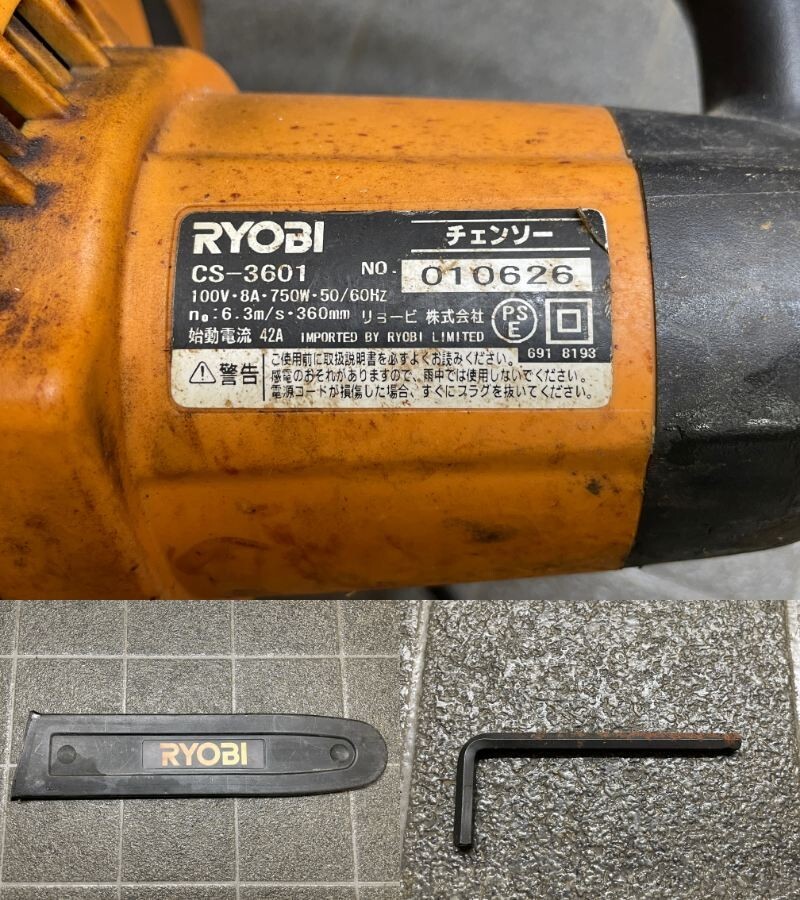 RYOBI
チェンソー
CS-3601 NO. 010626
100V・8A・750W・50/60Hz
n₀:6.3m/s・360mm リョービ 株式会社
PS
E
始動電流 42A IMPORTED BY RYOBI LIMITED
691 8193
警告
ご使用前に取扱説明書を必ずよくお読みください。
感電のおそれがありますので、雨中では使用しないでください。
電源コードが損傷した場合、すぐにプラグを抜いてください。
RYOBI